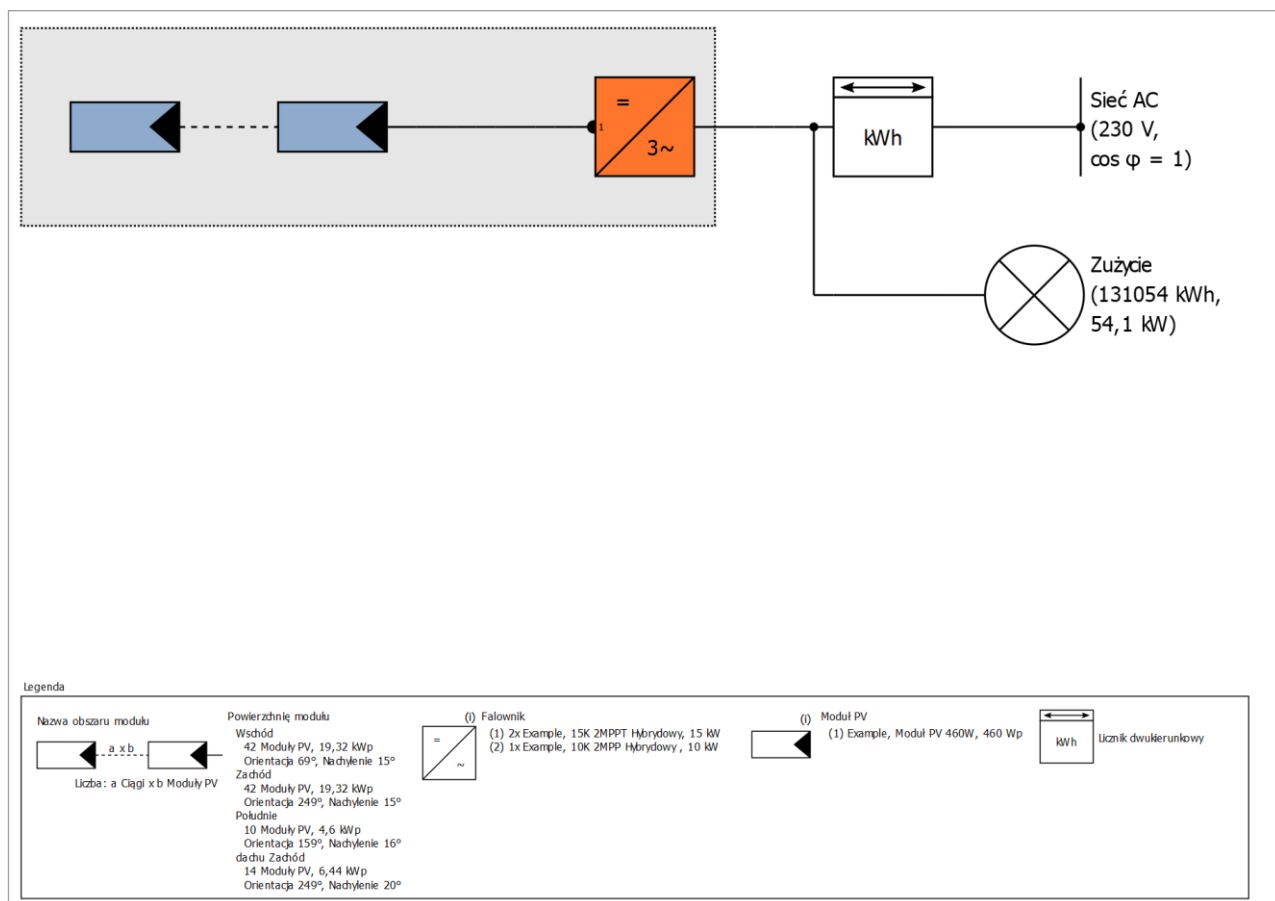 =
1
3~
kWh
Sieć AC
(230 V,
cos φ = 1)
Zużycie
(131054 kWh,
54,1 kW)
Legenda
Nazwa obszaru modułu
a x b
Liczba: a Ciągi x b Moduły PV
Powierzchnię modułu
Wschód
42 Moduły PV, 19,32 kWp
Orientacja 69°, Nachylenie 15°
Zachód
42 Moduły PV, 19,32 kWp
Orientacja 249°, Nachylenie 15°
Południe
10 Moduły PV, 4,6 kWp
Orientacja 159°, Nachylenie 16°
dachu Zachód
14 Moduły PV, 6,44 kWp
Orientacja 249°, Nachylenie 20°
=
~
(i) Falownik
(1) 2x Example, 15K 2MPPT Hybrydowy, 15 kW
(2) 1x Example, 10K 2MPP Hybrydowy , 10 kW
(i) Moduł PV
(1) Example, Moduł PV 460W, 460 Wp
kWh
Licznik dwukierunkowy